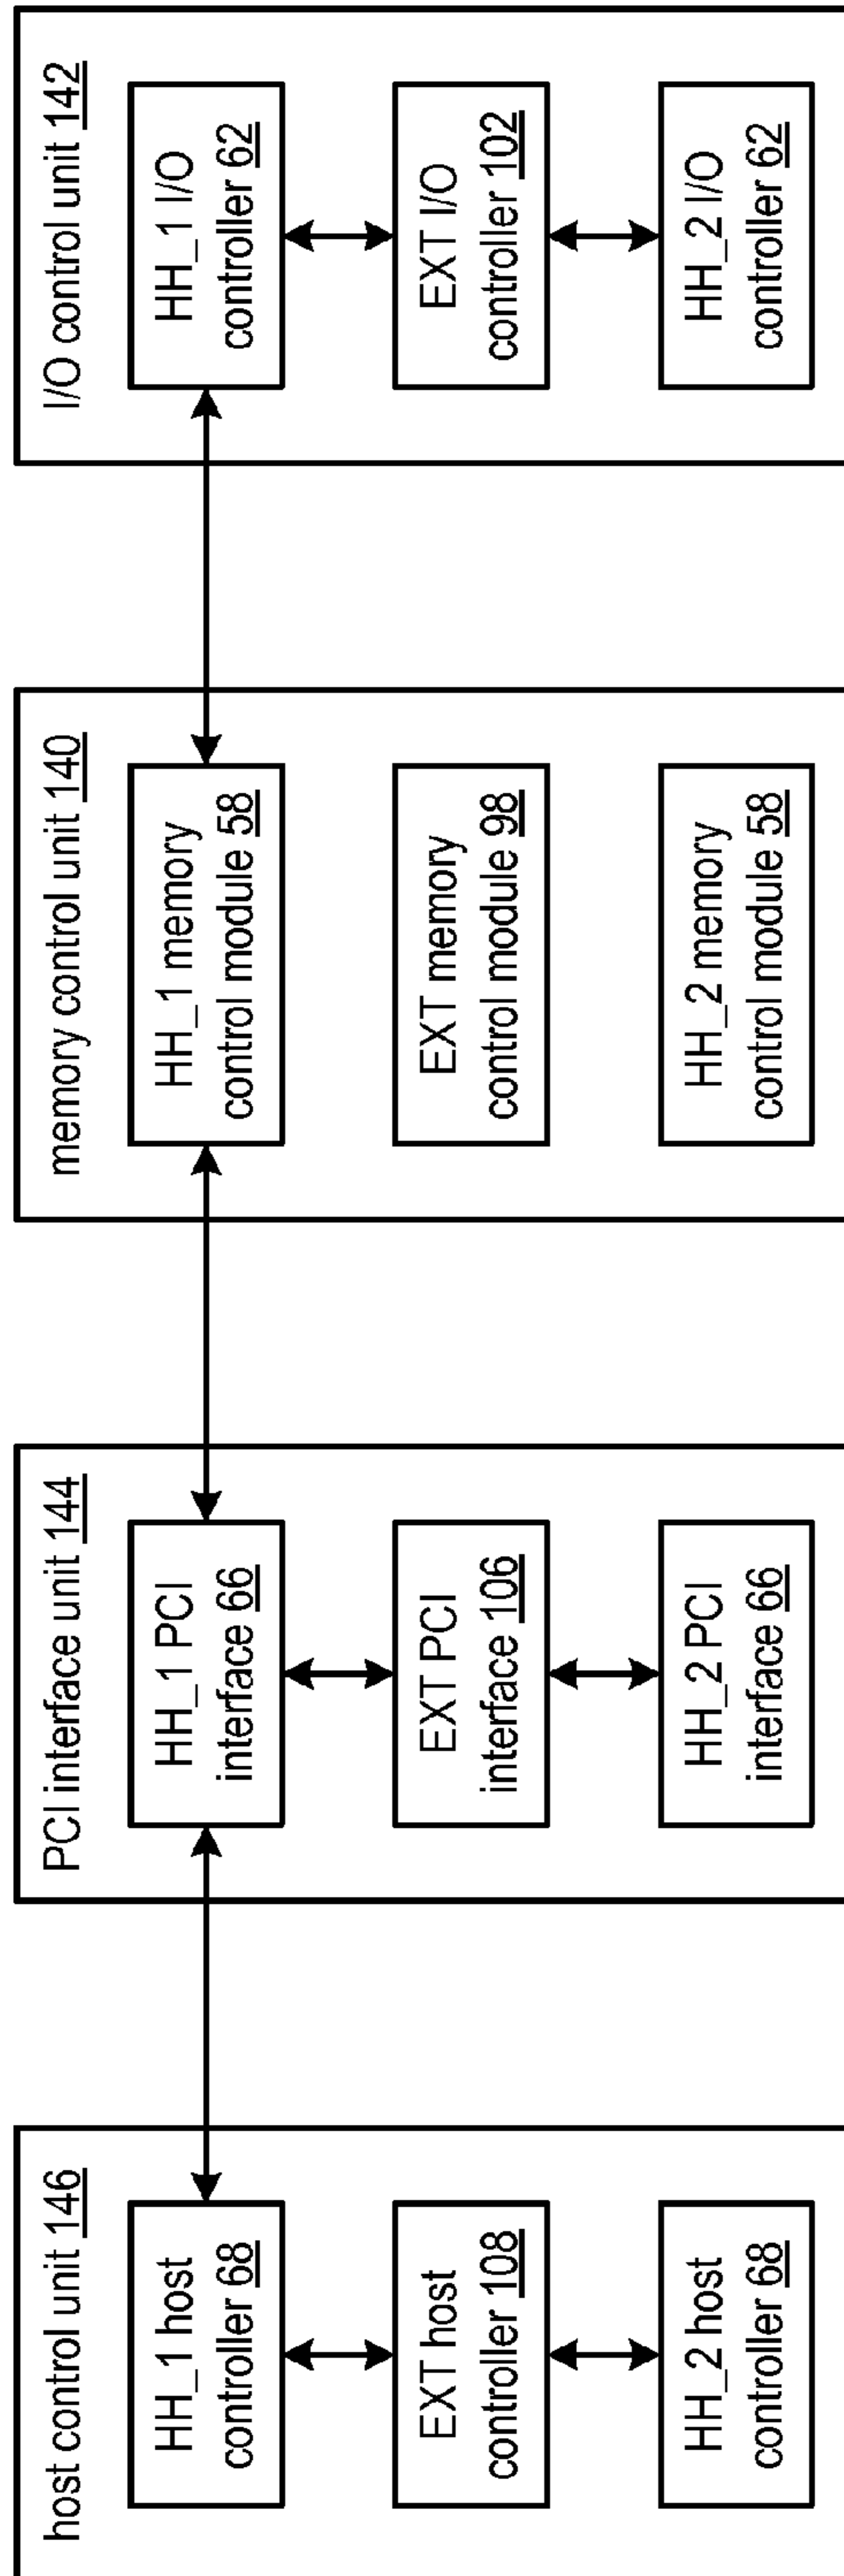 host control unit 146
HH_1 host
controller 68
EXT host
controller 108
HH_2 host
controller 68
PCI interface unit 144
HH_1 PCI
interface 66
EXT PCI
interface 106
HH_2 PCI
interface 66
memory control unit 140
HH_1 memory
control module 58
EXT memory
control module 98
HH_2 memory
control module 58
I/O control unit 142
HH_1 I/O
controller 62
EXT I/O
controller 102
HH_2 I/O
controller 62